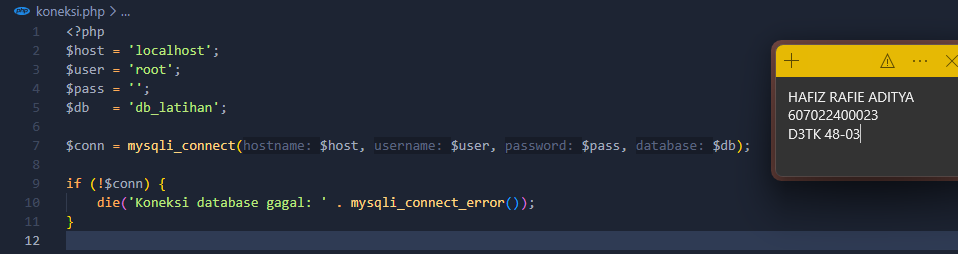 koneksi.php > ...
1 <?php
2 $host = 'localhost';
3 $user = 'root';
4 $pass = '';
5 $db   = 'db_latihan';
6
7 $conn = mysqli_connect(hostname: $host, username: $user, password: $pass, database: $db);
8
9 if (!$conn) {
10     die('Koneksi database gagal: ' . mysqli_connect_error());
11 }
12
HAFIZ RAFIE ADITYA
607022400023
D3TK 48-03